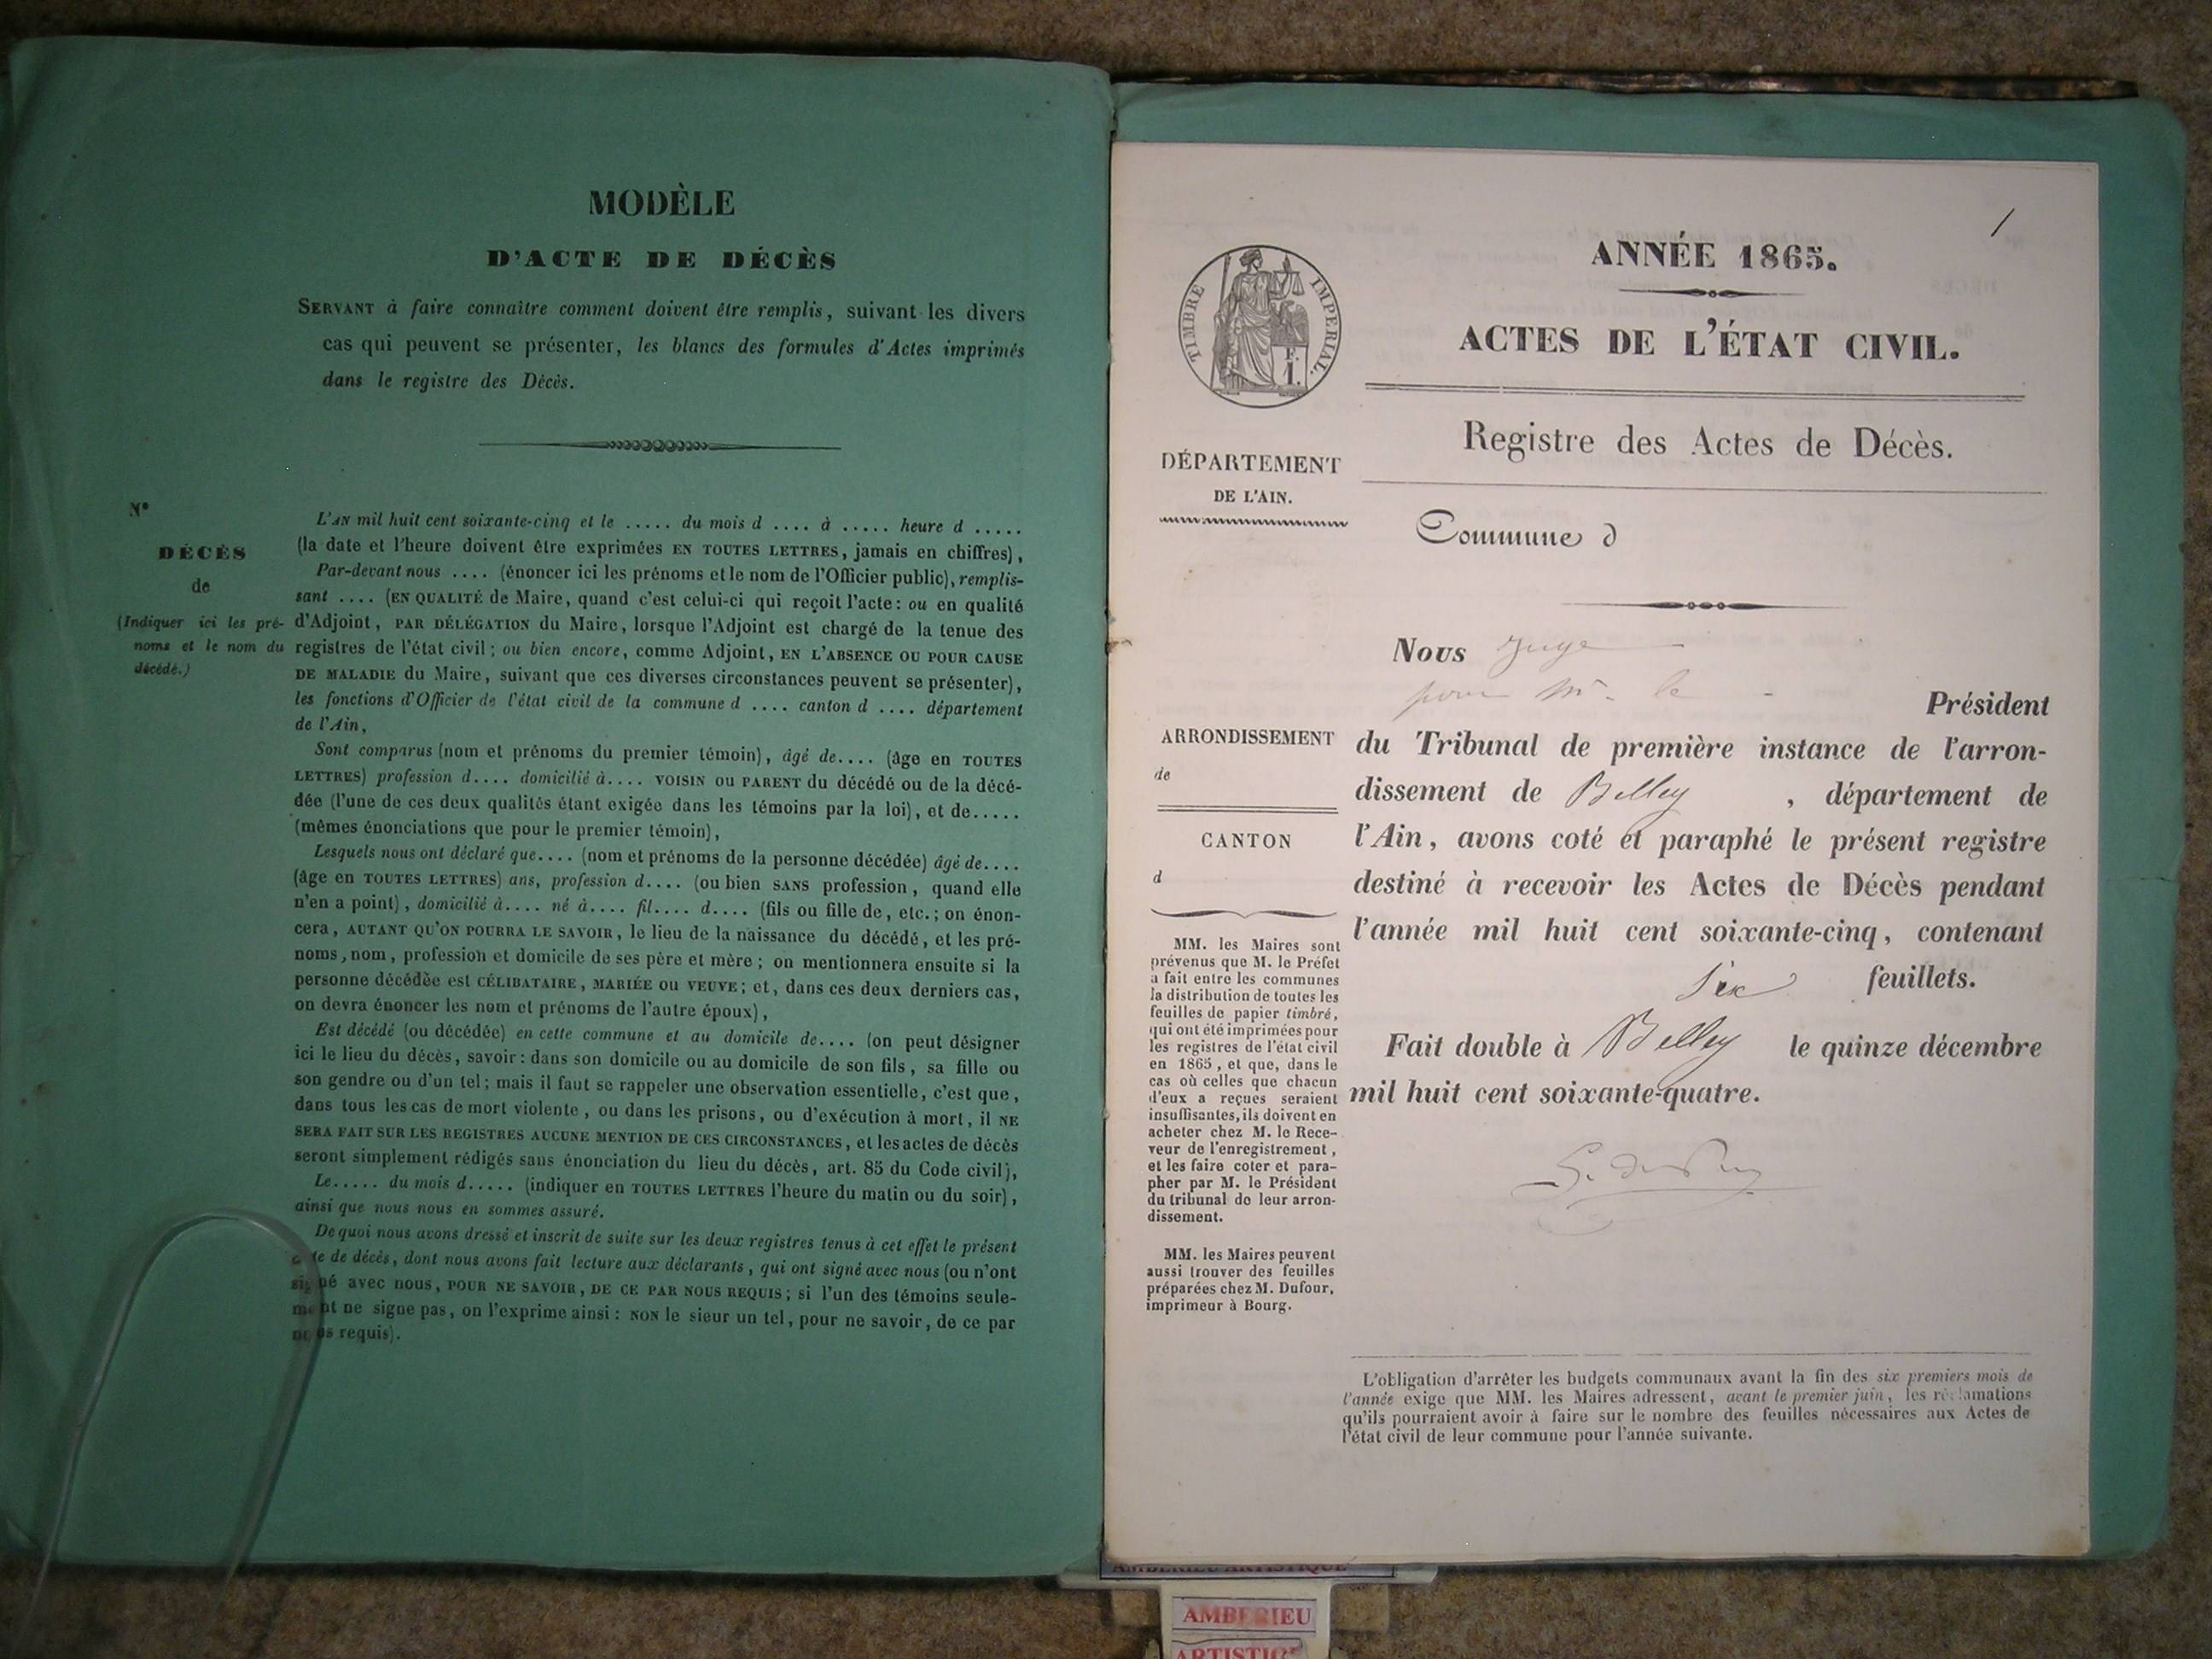 MODÈLE
D'ACTE DE DÉCÈS
SERVANT à faire connaître comment doivent être remplis, suivant les divers
cas qui peuvent se présenter, les blancs des formules d'Actes imprimés
dans le registre des Décès.
N°
DÉCÈS
de
(Indiquer ici les pré-
noms et le nom du
décédé.)
L'AN mil huit cent soixante-cinq et le ..... du mois d .... à ..... heure d .....
(la date et l'heure doivent être exprimées EN TOUTES LETTRES, jamais en chiffres),
Par-devant nous .... (énoncer ici les prénoms et le nom de l'Officier public), remplis-
sant .... (EN QUALITÉ de Maire, quand c'est celui-ci qui reçoit l'acte: ou en qualité
d'Adjoint, PAR DÉLÉGATION du Maire, lorsque l'Adjoint est chargé de la tenue des
registres de l'état civil; ou bien encore, comme Adjoint, EN L'ABSENCE OU POUR CAUSE
DE MALADIE du Maire, suivant que ces diverses circonstances peuvent se présenter),
les fonctions d'Officier de l'état civil de la commune d .... canton d .... département
de l'Ain,
Sont comparus (nom et prénoms du premier témoin), âgé de.... (âge en TOUTES
LETTRES) profession d.... domicilié à.... VOISIN OU PARENT du décédé ou de la décé-
dée (l'une de ces deux qualités étant exigée dans les témoins par la loi), et de.....
(mêmes énonciations que pour le premier témoin),
Lesquels nous ont déclaré que.... (nom et prénoms de la personne décédée) âgé de....
(âge en TOUTES LETTRES) ans, profession d.... (ou bien SANS profession, quand elle
n'en a point), domicilié à.... né à.... fil.... d.... (fils ou fille de, etc.; on énon-
cera, AUTANT QU'ON POURRA LE SAVOIR, le lieu de la naissance du décédé, et les pré-
noms, nom, profession et domicile de ses père et mère; on mentionnera ensuite si la
personne décédée est CÉLIBATAIRE, MARIÉE OU VEUVE; et, dans ces deux derniers cas,
on devra énoncer les nom et prénoms de l'autre époux),
Est décédé (ou décédée) en cette commune et au domicile de.... (on peut désigner
ici le lieu du décès, savoir: dans son domicile ou au domicile de son fils, sa fille ou
son gendre ou d'un tel; mais il faut se rappeler une observation essentielle, c'est que,
dans tous les cas de mort violente, ou dans les prisons, ou d'exécution à mort, il NE
SERA FAIT SUR LES REGISTRES AUCUNE MENTION DE CES CIRCONSTANCES, et les actes de décès
seront simplement rédigés sans énonciation du lieu du décès, art. 85 du Code civil),
Le..... du mois d..... (indiquer en TOUTES LETTRES l'heure du matin ou du soir),
ainsi que nous nous en sommes assuré.
De quoi nous avons dressé et inscrit de suite sur les deux registres tenus à cet effet le présent
acte de décès, dont nous avons fait lecture aux déclarants, qui ont signé avec nous (ou n'ont
signé avec nous, POUR NE SAVOIR, DE CE PAR NOUS REQUIS; si l'un des témoins seule-
ment ne signe pas, on l'exprime ainsi: NON le sieur un tel, pour ne savoir, de ce par
nous requis).
1
ANNÉE 1865.
ACTES DE L'ÉTAT CIVIL.
Registre des Actes de Décès.
TIMBRE IMPERIAL.
F.
1.
DÉPARTEMENT
DE L'AIN.
Commune d
Nous Juge
pour Mr le Président
du Tribunal de première instance de l'arron-
dissement de Belley, département de
l'Ain, avons coté et paraphé le présent registre
destiné à recevoir les Actes de Décès pendant
l'année mil huit cent soixante-cinq, contenant
six feuillets.
Fait double à Belley le quinze décembre
mil huit cent soixante-quatre.
ARRONDISSEMENT
de
CANTON
d
MM. les Maires sont
prévenus que M. le Préfet
a fait entre les communes
la distribution de toutes les
feuilles de papier timbré,
qui ont été imprimées pour
les registres de l'état civil
en 1865, et que, dans le
cas où celles que chacun
d'eux a reçues seraient
insuffisantes, ils doivent en
acheter chez M. le Rece-
veur de l'enregistrement,
et les faire coter et para-
pher par M. le Président
du tribunal de leur arron-
dissement.
MM. les Maires peuvent
aussi trouver des feuilles
préparées chez M. Dufour,
imprimeur à Bourg.
L'obligation d'arrêter les budgets communaux avant la fin des six premiers mois de
l'année exige que MM. les Maires adressent, avant le premier juin, les réclamations
qu'ils pourraient avoir à faire sur le nombre des feuilles nécessaires aux Actes de
l'état civil de leur commune pour l'année suivante.
AMBERIEU ARTISTIQUE
AMBERIEU
ARTISTIQUE